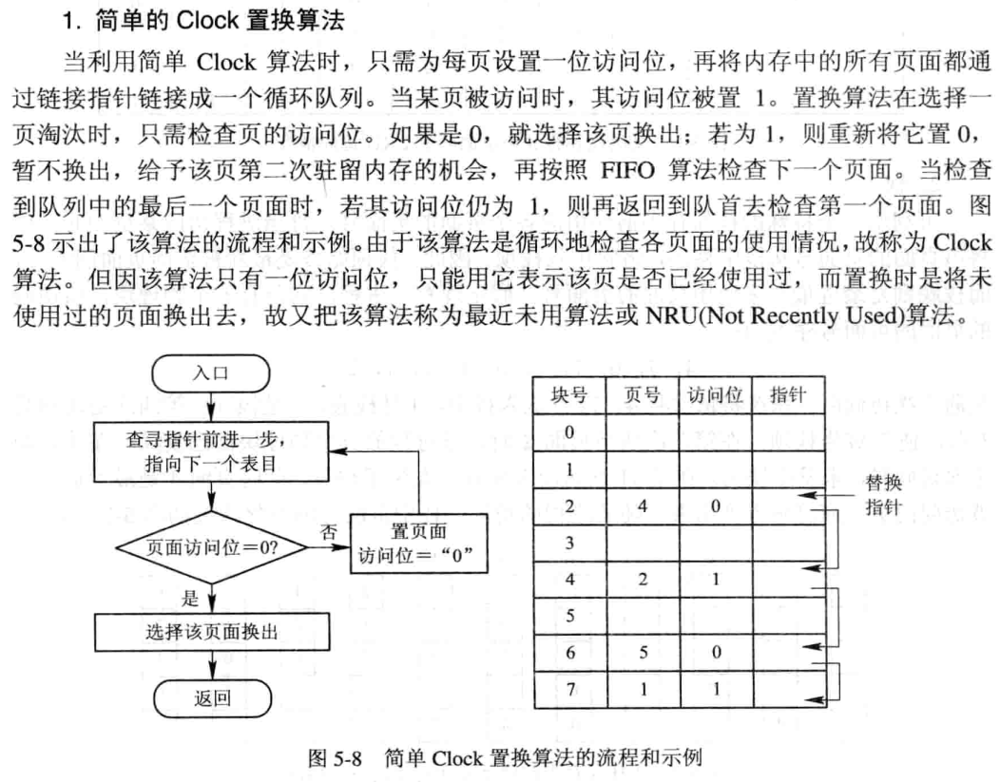 1. 简单的 Clock 置换算法
当利用简单 Clock 算法时，只需为每页设置一位访问位，再将内存中的所有页面都通
过链接指针链接成一个循环队列。当某页被访问时，其访问位被置 1。置换算法在选择一
页淘汰时，只需检查页的访问位。如果是 0，就选择该页换出；若为 1，则重新将它置 0，
暂不换出，给予该页第二次驻留内存的机会，再按照 FIFO 算法检查下一个页面。当检查
到队列中的最后一个页面时，若其访问位仍为 1，则再返回到队首去检查第一个页面。图
5-8 示出了该算法的流程和示例。由于该算法是循环地检查各页面的使用情况，故称为 Clock
算法。但因该算法只有一位访问位，只能用它表示该页是否已经使用过，而置换时是将未
使用过的页面换出去，故又把该算法称为最近未用算法或 NRU(Not Recently Used)算法。
入口
查寻指针前进一步，
指向下一个表目
页面访问位＝0?
否
置页面
访问位＝“0”
是
选择该页面换出
返回
块号 页号 访问位 指针
0
1
2 4 0
3
4 2 1
5
6 5 0
7 1 1
替换
指针
图 5-8 简单 Clock 置换算法的流程和示例